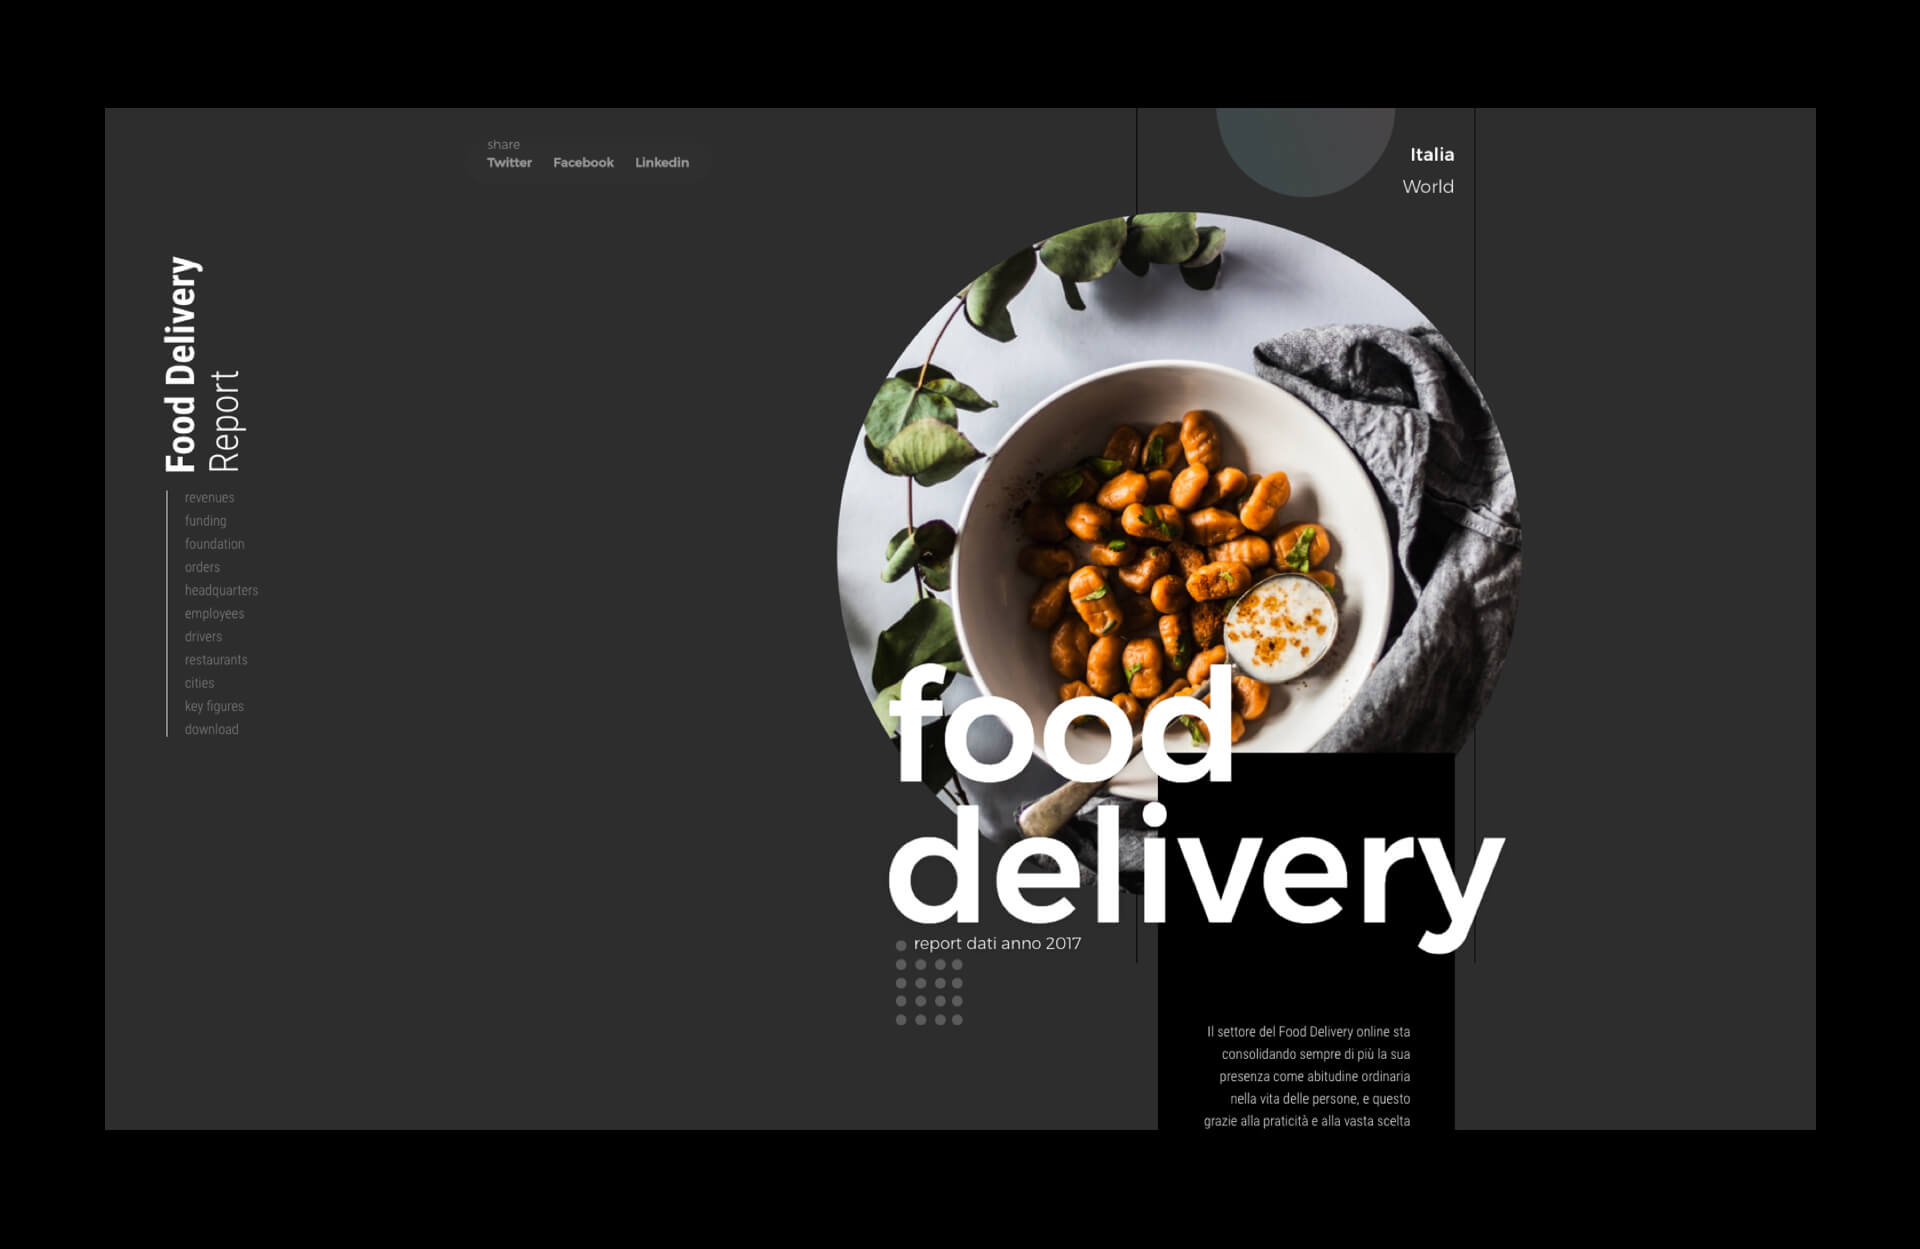 share
Twitter Facebook Linkedin
Italia
World
Food Delivery
Report
revenues
funding
foundation
orders
headquarters
employees
drivers
restaurants
cities
key figures
download
food
delivery
report dati anno 2017
Il settore del Food Delivery online sta
consolidando sempre di più la sua
presenza come abitudine ordinaria
nella vita delle persone, e questo
grazie alla praticità e alla vasta scelta